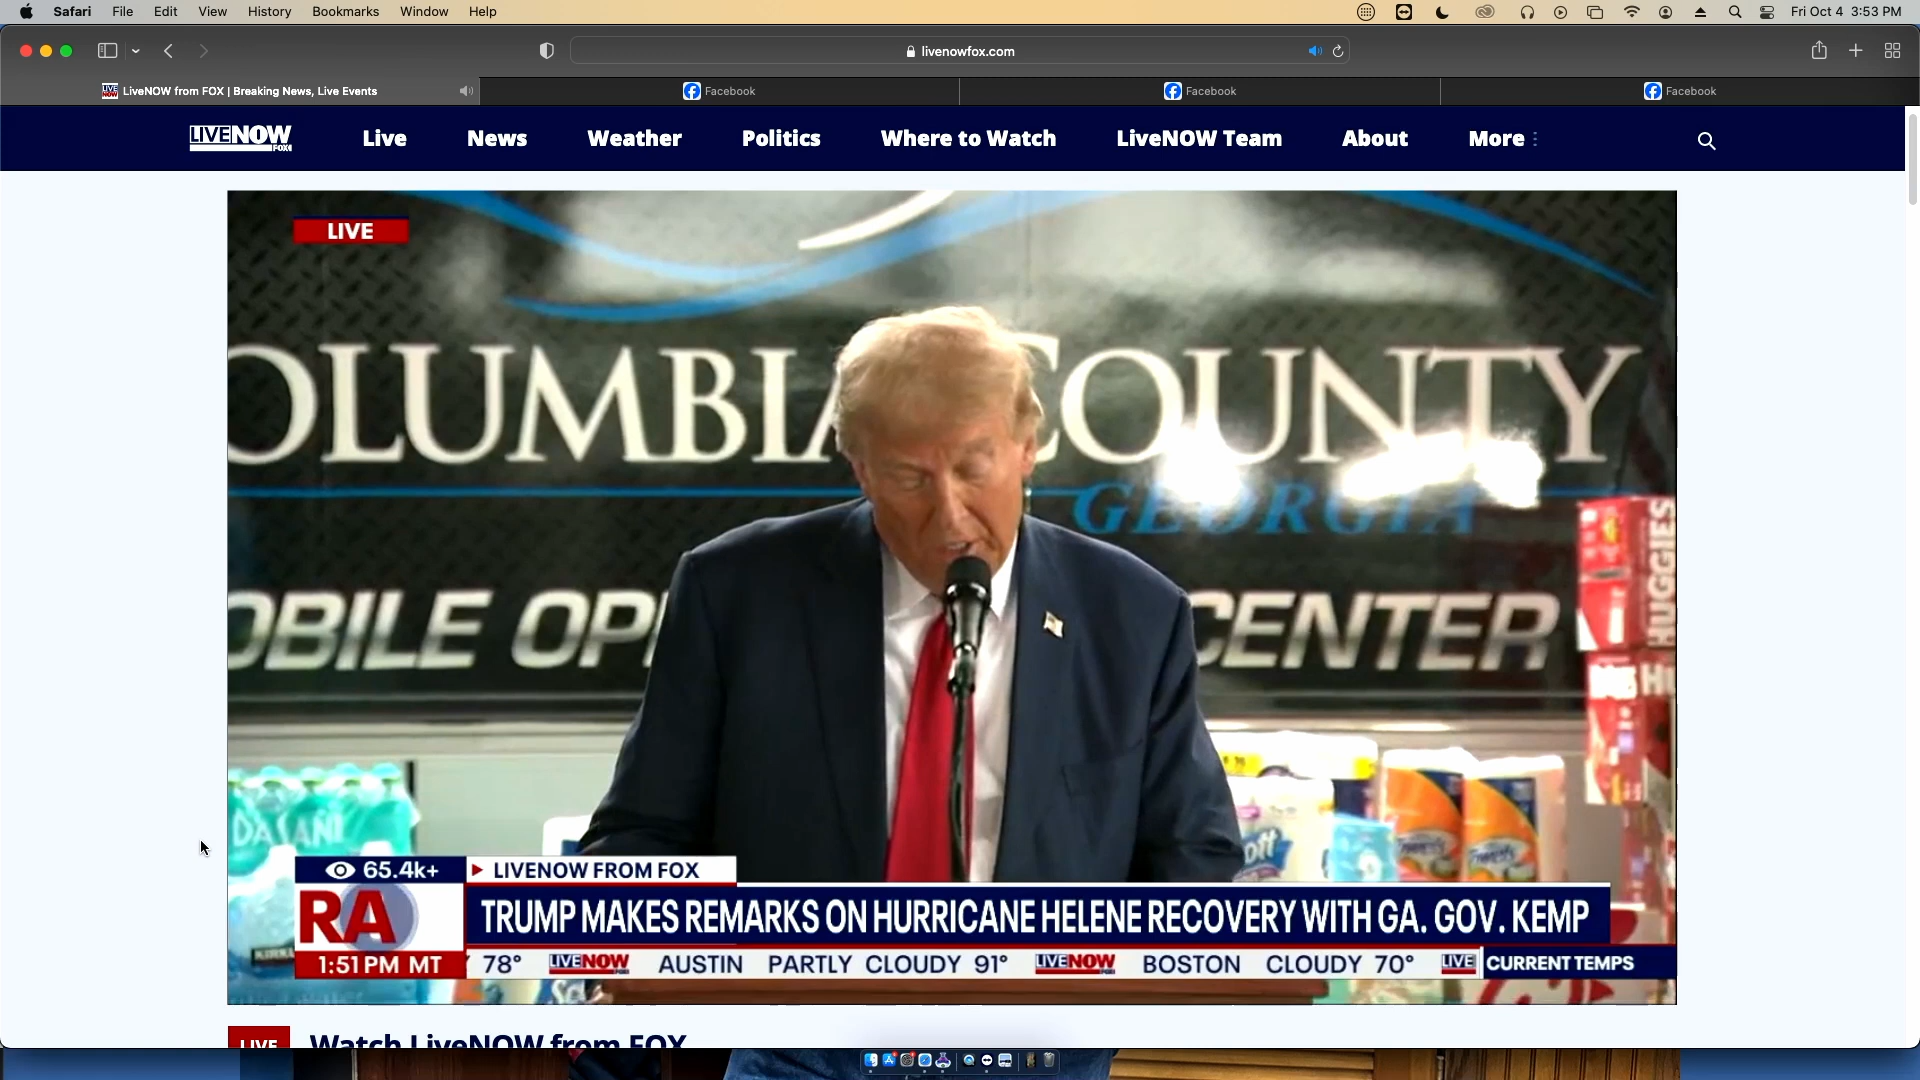 Safari File Edit View History Bookmarks Window Help Fri Oct 4 3:53 PM
livenowfox.com
LIVE NOW LiveNOW from FOX | Breaking News, Live Events Facebook Facebook Facebook
LIVENOW FOX Live News Weather Politics Where to Watch LiveNOW Team About More
LIVE
OLUMBIA COUNTY
GEORGIA
OBILE OP CENTER
HUGGIES
DASANI
65.4k+ LIVENOW FROM FOX
RA TRUMP MAKES REMARKS ON HURRICANE HELENE RECOVERY WITH GA. GOV. KEMP
1:51 PM MT 78° LIVENOW FOX AUSTIN PARTLY CLOUDY 91° LIVENOW FOX BOSTON CLOUDY 70° LIVE CURRENT TEMPS
LIVE Watch LiveNOW from FOX